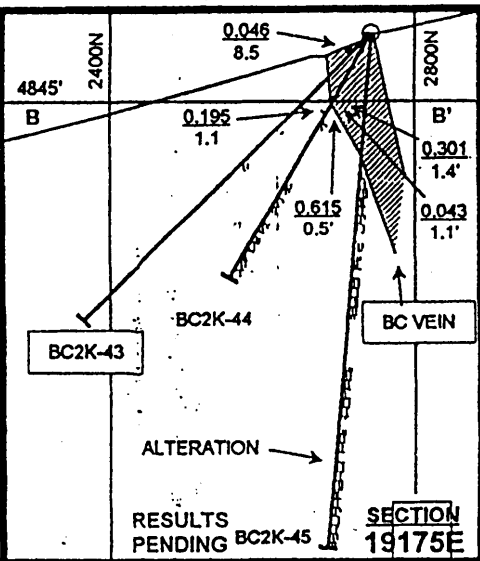 0.046
8.5
2400N
2800N
4845'
B
B'
0.195
1.1
0.301
1.4'
0.615
0.5'
0.043
1.1'
BC2K-44
BC VEIN
BC2K-43
ALTERATION
RESULTS
PENDING
BC2K-45
SECTION
19175E